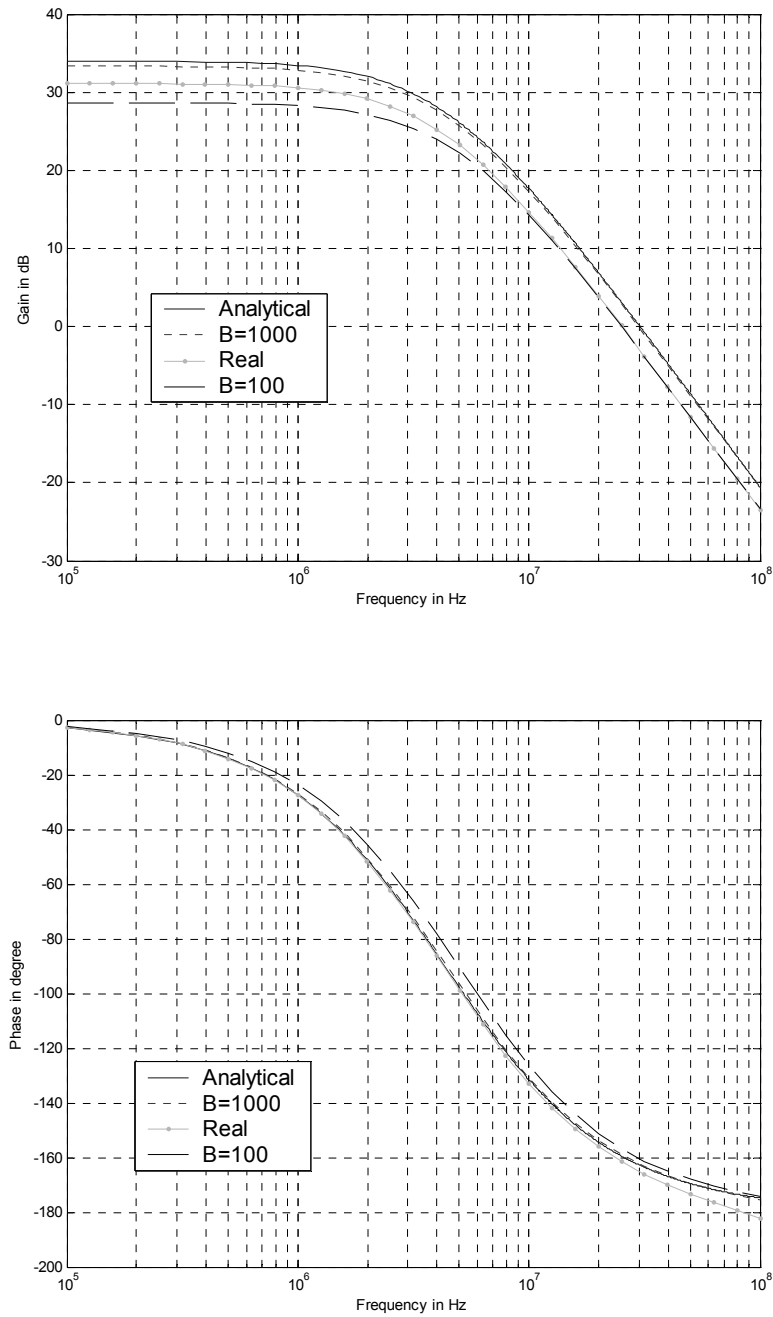 40
30
20
10
0
-10
-20
-30
Gain in dB
Analytical
B=1000
Real
B=100
10^5
10^6
10^7
10^8
Frequency in Hz
0
-20
-40
-60
-80
-100
-120
-140
-160
-180
-200
Phase in degree
Analytical
B=1000
Real
B=100
10^5
10^6
10^7
10^8
Frequency in Hz